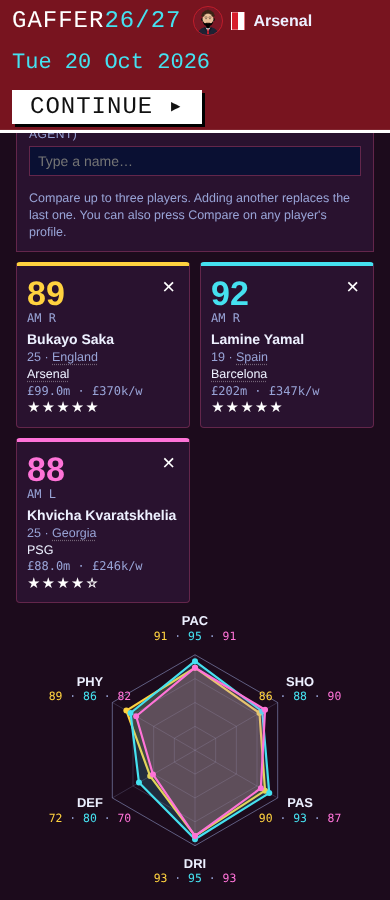 GAFFER26/27 Arsenal
Tue 20 Oct 2026
CONTINUE ►
AGENT)
Type a name…
Compare up to three players. Adding another replaces the
last one. You can also press Compare on any player's
profile.
89 ✕
AM R
Bukayo Saka
25 · England
Arsenal
£99.0m · £370k/w
★★★★★
92 ✕
AM R
Lamine Yamal
19 · Spain
Barcelona
£202m · £347k/w
★★★★★
88 ✕
AM L
Khvicha Kvaratskhelia
25 · Georgia
PSG
£88.0m · £246k/w
★★★★☆
PAC
91 · 95 · 91
PHY
89 · 86 · 82
SHO
86 · 88 · 90
DEF
72 · 80 · 70
PAS
90 · 93 · 87
DRI
93 · 95 · 93